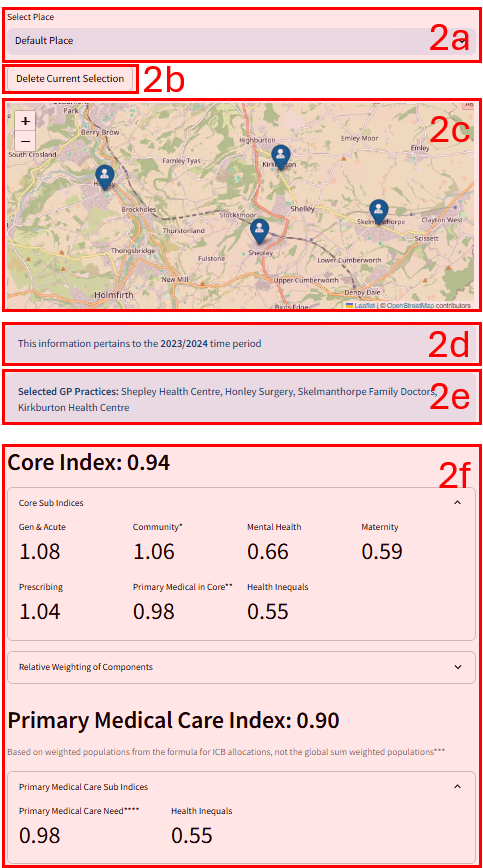 Select Place
Default Place
2a
Delete Current Selection
2b
+
−
2c
Park
Berry Brow
South Crosland
Farnley Tyas
Highburton
Emley Moor
Emley
Brockholes
Stocksmoor
Shelley
Skelmanthorpe
Clayton West
Thurstonland
Scissett
Thongsbridge
Fulstone
Shepley
Lower Cumberworth
New Mill
Upper Cumberworth
Holmfirth
Denby Dale
Birds Edge
Leaflet | © OpenStreetMap contributors
This information pertains to the 2023/2024 time period
2d
Selected GP Practices: Shepley Health Centre, Honley Surgery, Skelmanthorpe Family Doctors,
Kirkburton Health Centre
2e
Core Index: 0.94
2f
Core Sub Indices
Gen & Acute Community* Mental Health Maternity
1.08 1.06 0.66 0.59
Prescribing Primary Medical in Core** Health Inequals
1.04 0.98 0.55
Relative Weighting of Components
Primary Medical Care Index: 0.90
Based on weighted populations from the formula for ICB allocations, not the global sum weighted populations***
Primary Medical Care Sub Indices
Primary Medical Care Need**** Health Inequals
0.98 0.55